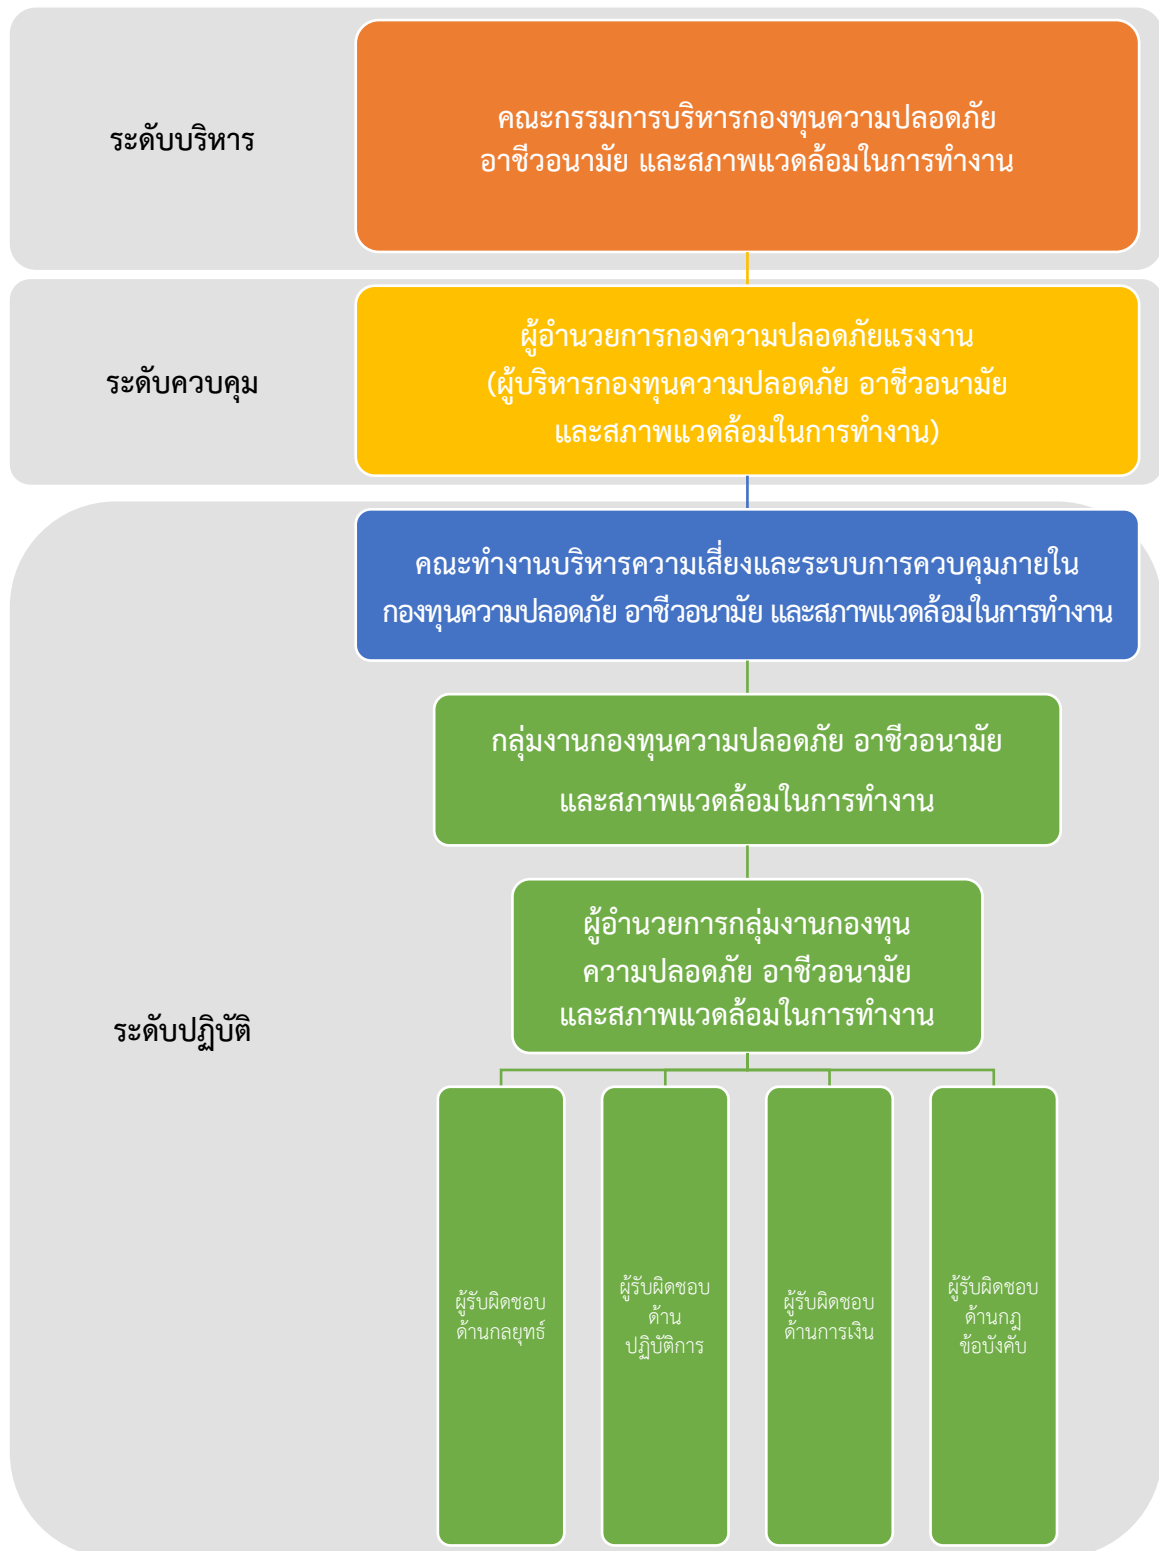 ระดับบริหาร
คณะกรรมการบริหารกองทุนความปลอดภัย
อาชีวอนามัย และสภาพแวดล้อมในการทำงาน
ระดับควบคุม
ผู้อำนวยการกองความปลอดภัยแรงงาน
(ผู้บริหารกองทุนความปลอดภัย อาชีวอนามัย
และสภาพแวดล้อมในการทำงาน)
ระดับปฏิบัติ
คณะทำงานบริหารความเสี่ยงและระบบการควบคุมภายใน
กองทุนความปลอดภัย อาชีวอนามัย และสภาพแวดล้อมในการทำงาน
กลุ่มงานกองทุนความปลอดภัย อาชีวอนามัย
และสภาพแวดล้อมในการทำงาน
ผู้อำนวยการกลุ่มงานกองทุน
ความปลอดภัย อาชีวอนามัย
และสภาพแวดล้อมในการทำงาน
ผู้รับผิดชอบ
ด้านกลยุทธ์
ผู้รับผิดชอบ
ด้าน
ปฏิบัติการ
ผู้รับผิดชอบ
ด้านการเงิน
ผู้รับผิดชอบ
ด้านกฎ
ข้อบังคับ